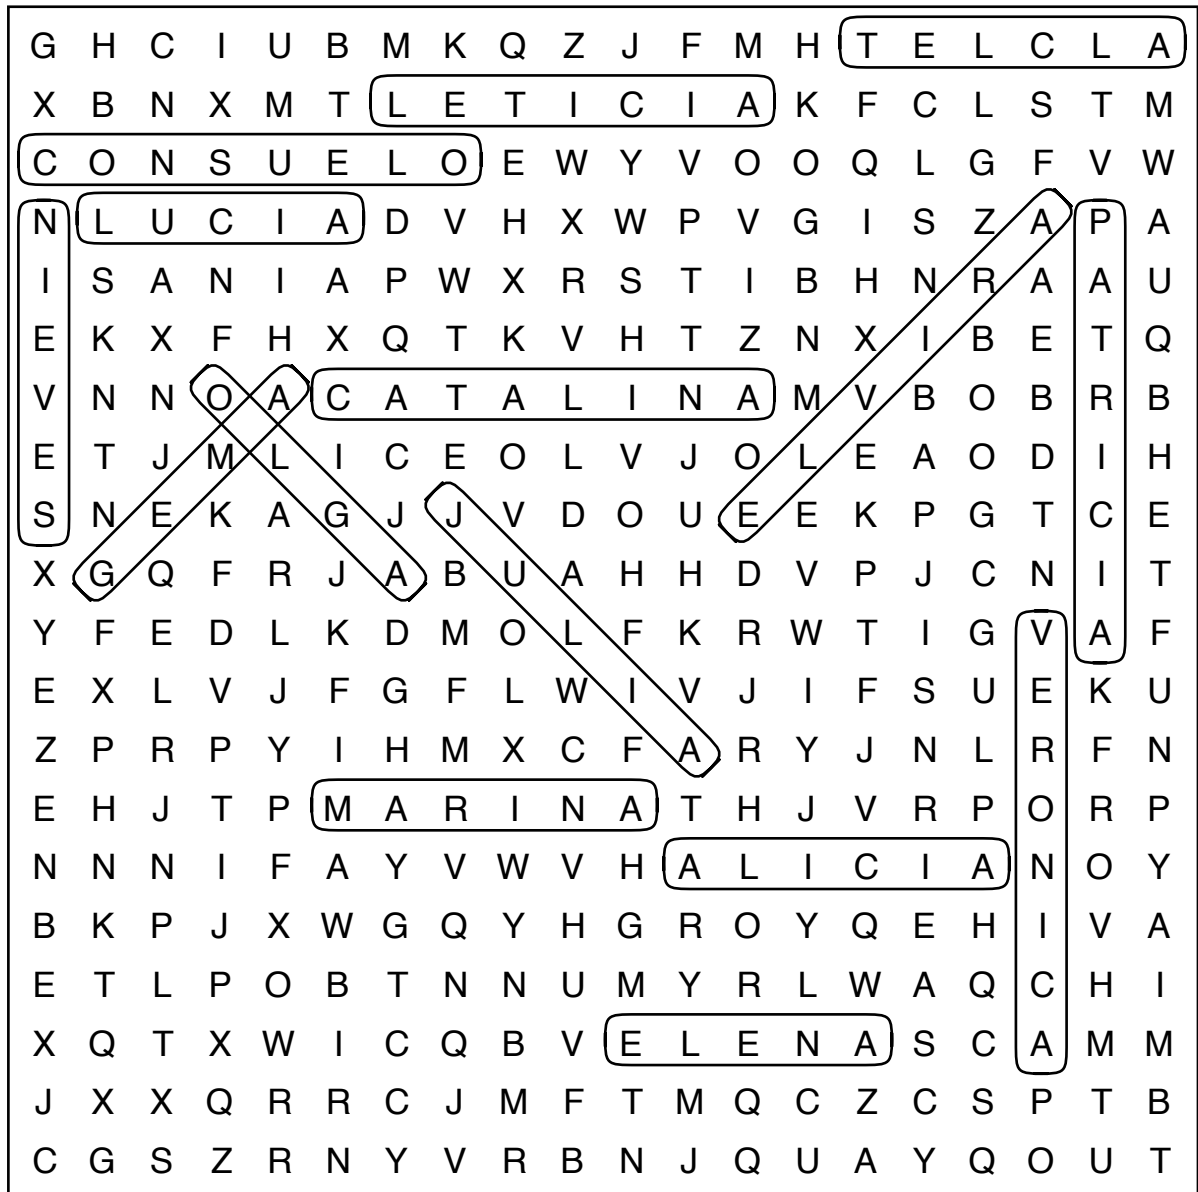 G H C I U B M K Q Z J F M H T E L C L A
X B N X M T L E T I C I A K F C L S T M
C O N S U E L O E W Y V O O Q L G F V W
N L U C I A D V H X W P V G I S Z A P A
I S A N I A P W X R S T I B H N R A A U
E K X F H X Q T K V H T Z N X I B E T Q
V N N O A C A T A L I N A M V B O B R B
E T J M L I C E O L V J O L E A O D I H
S N E K A G J J V D O U E E K P G T C E
X G Q F R J A B U A H H D V P J C N I T
Y F E D L K D M O L F K R W T I G V A F
E X L V J F G F L W I V J I F S U E K U
Z P R P Y I H M X C F A R Y J N L R F N
E H J T P M A R I N A T H J V R P O R P
N N N I F A Y V W V H A L I C I A N O Y
B K P J X W G Q Y H G R O Y Q E H I V A
E T L P O B T N N U M Y R L W A Q C H I
X Q T X W I C Q B V E L E N A S C A M M
J X X Q R R C J M F T M Q C Z C S P T B
C G S Z R N Y V R B N J Q U A Y Q O U T